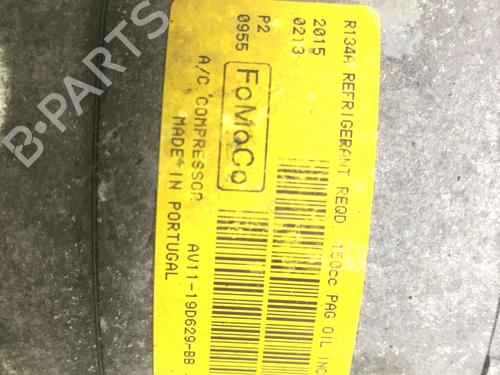 R134A REFRIGERANT REQD 150cc PAG OIL INC
2015
0213
P2
0955
FoMoCo
A/C COMPRESSOR
MADE IN PORTUGAL
AV11-19D629-BB
B-PARTS